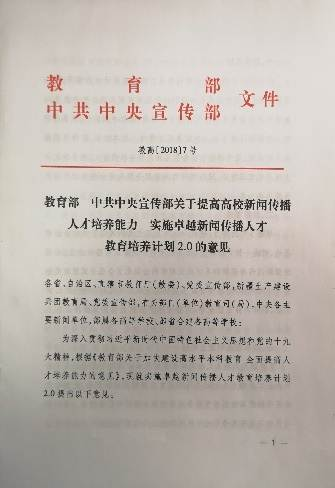 教育部
中共中央宣传部
文件
教高[2018]7号
教育部 中共中央宣传部关于提高高校新闻传播
人才培养能力 实施卓越新闻传播人才
教育培养计划2.0的意见
各省、自治区、直辖市教育厅(教委)、党委宣传部,新疆生产建设
兵团教育局、党委宣传部,有关部门(单位)教育司(局)、中央各主
要新闻单位,部属各高等学校、部省合建各高等学校:
为深入贯彻习近平新时代中国特色社会主义思想和党的十九
大精神,根据《教育部关于加快建设高水平本科教育 全面提高人
才培养能力的意见》,现就实施卓越新闻传播人才教育培养计划
2.0提出以下意见。
— 1 —